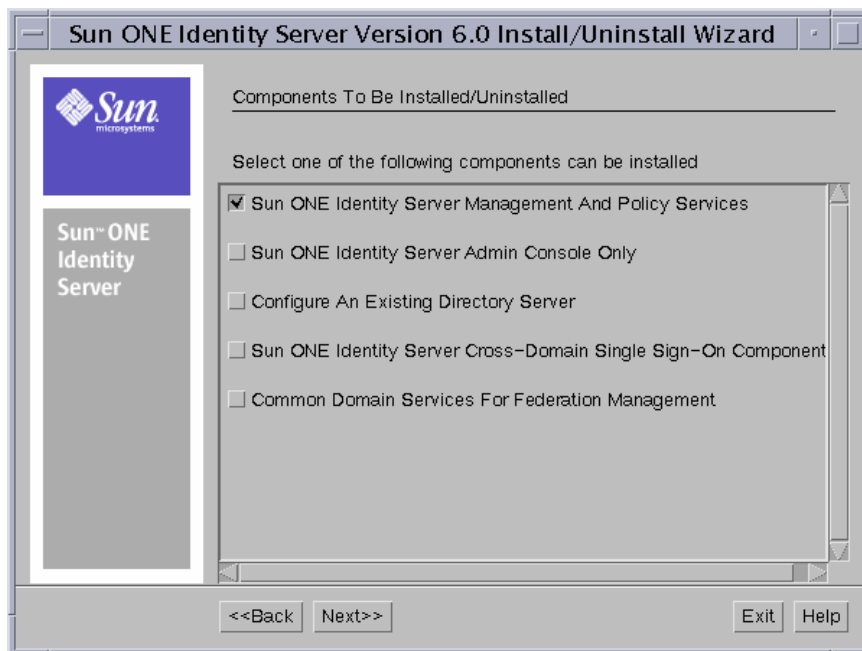 Sun ONE Identity Server Version 6.0 Install/Uninstall Wizard
Sun
microsystems
Sun™ ONE
Identity
Server
Components To Be Installed/Uninstalled
Select one of the following components can be installed
Sun ONE Identity Server Management And Policy Services
Sun ONE Identity Server Admin Console Only
Configure An Existing Directory Server
Sun ONE Identity Server Cross-Domain Single Sign-On Component
Common Domain Services For Federation Management
<<Back
Next>>
Exit
Help